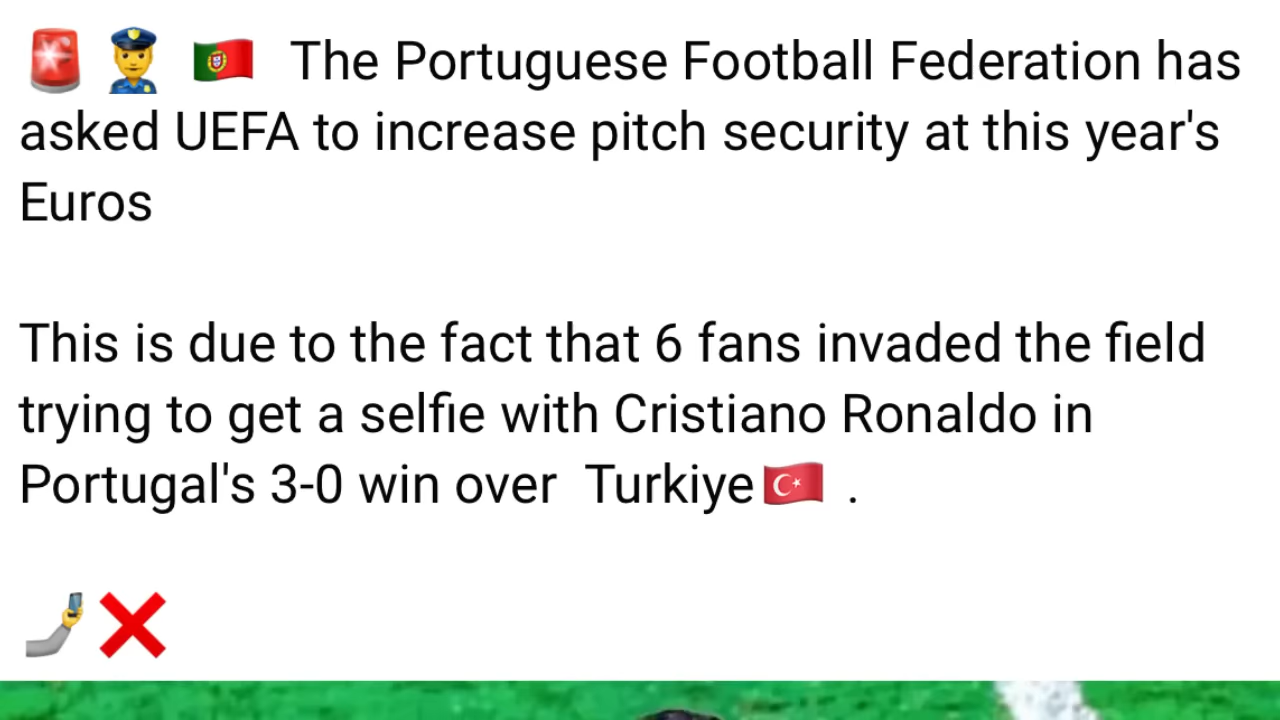 🚨👮🇵🇹 The Portuguese Football Federation has
asked UEFA to increase pitch security at this year's
Euros
This is due to the fact that 6 fans invaded the field
trying to get a selfie with Cristiano Ronaldo in
Portugal's 3-0 win over  Turkiye🇹🇷 .
🤳❌